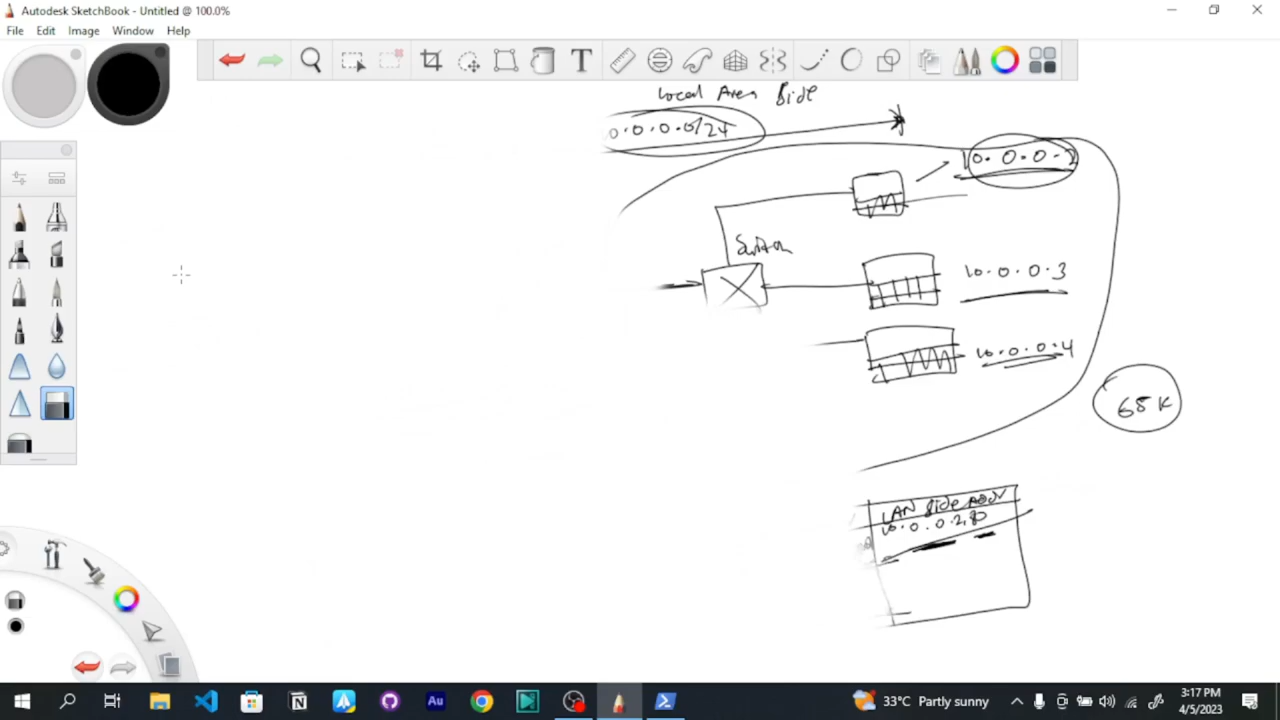 Autodesk SketchBook - Untitled @ 100.0%
File Edit Image Window Help
T
Local Area Side
0.0.0.0/24
10.0.0.2
Switch
10.0.0.3
10.0.0.4
65K
LAN Side Addr
10.0.0.2,80
33°C Partly sunny
3:17 PM
4/5/2023